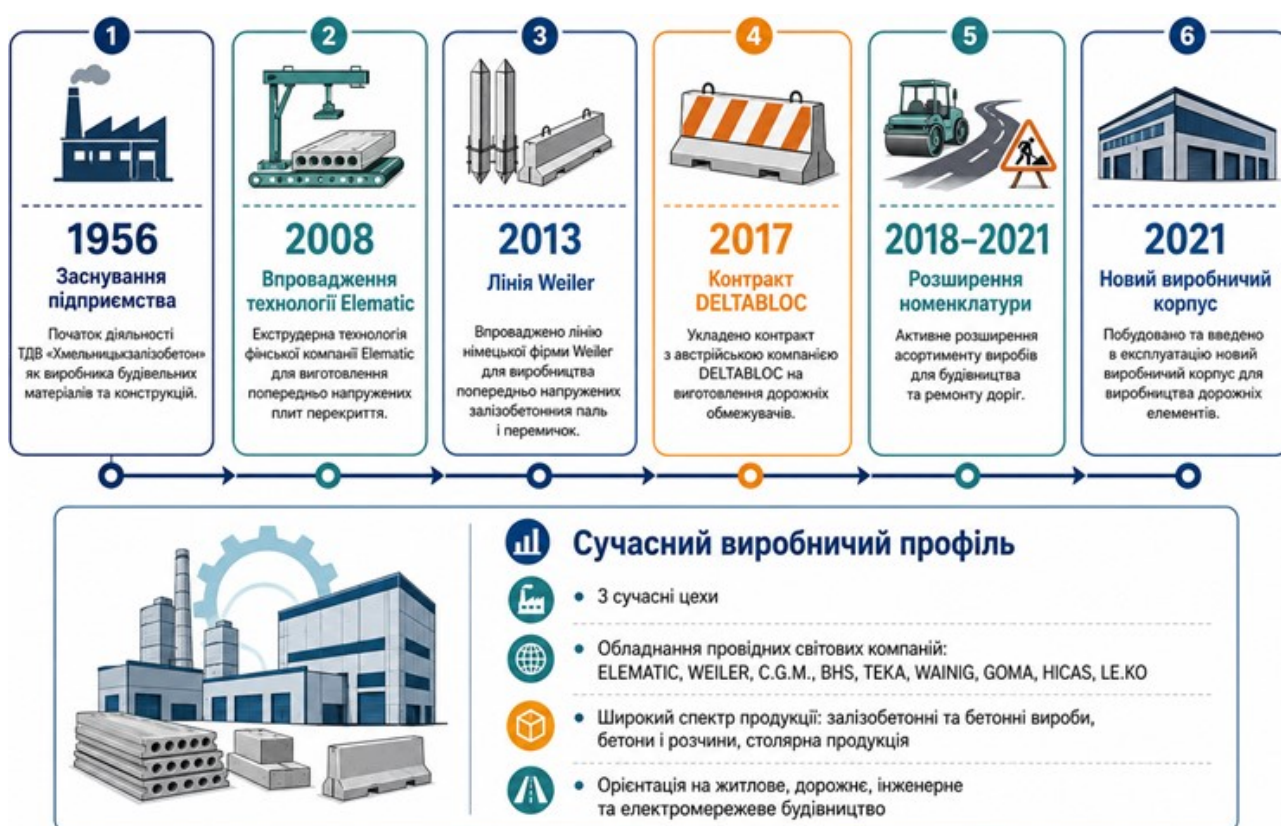 1
1956
Заснування
підприємства
Початок діяльності
ТДВ «Хмельницькзалізобетон»
як виробника будівельних
матеріалів та конструкцій.
2
2008
Впровадження
технології Elematic
Екструдерна технологія
фінської компанії Elematic
для виготовлення
попередньо напружених
плит перекриття.
3
2013
Лінія Weiler
Впроваджено лінію
німецької фірми Weiler
для виробництва
попередньо напружених
залізобетонния паль
і перемичок.
4
2017
Контракт
DELTABLOC
Укладено контракт
з австрійською компанією
DELTABLOC на
виготовлення дорожніх
обмежувачів.
5
2018–2021
Розширення
номенклатури
Активне розширення
асортименту виробів
для будівництва
та ремонту доріг.
6
2021
Новий виробничий
корпус
Побудовано та введено
в експлуатацію новий
виробничий корпус для
виробництва дорожніх
елементів.
Сучасний виробничий профіль
• 3 сучасні цехи
• Обладнання провідних світових компаній:
ELEMATIC, WEILER, C.G.M., BHS, TEKA, WAINIG, GOMA, HICAS, LE.KO
• Широкий спектр продукції: залізобетонні та бетонні вироби,
бетони і розчини, столярна продукція
• Орієнтація на житлове, дорожнє, інженерне
та електромережеве будівництво